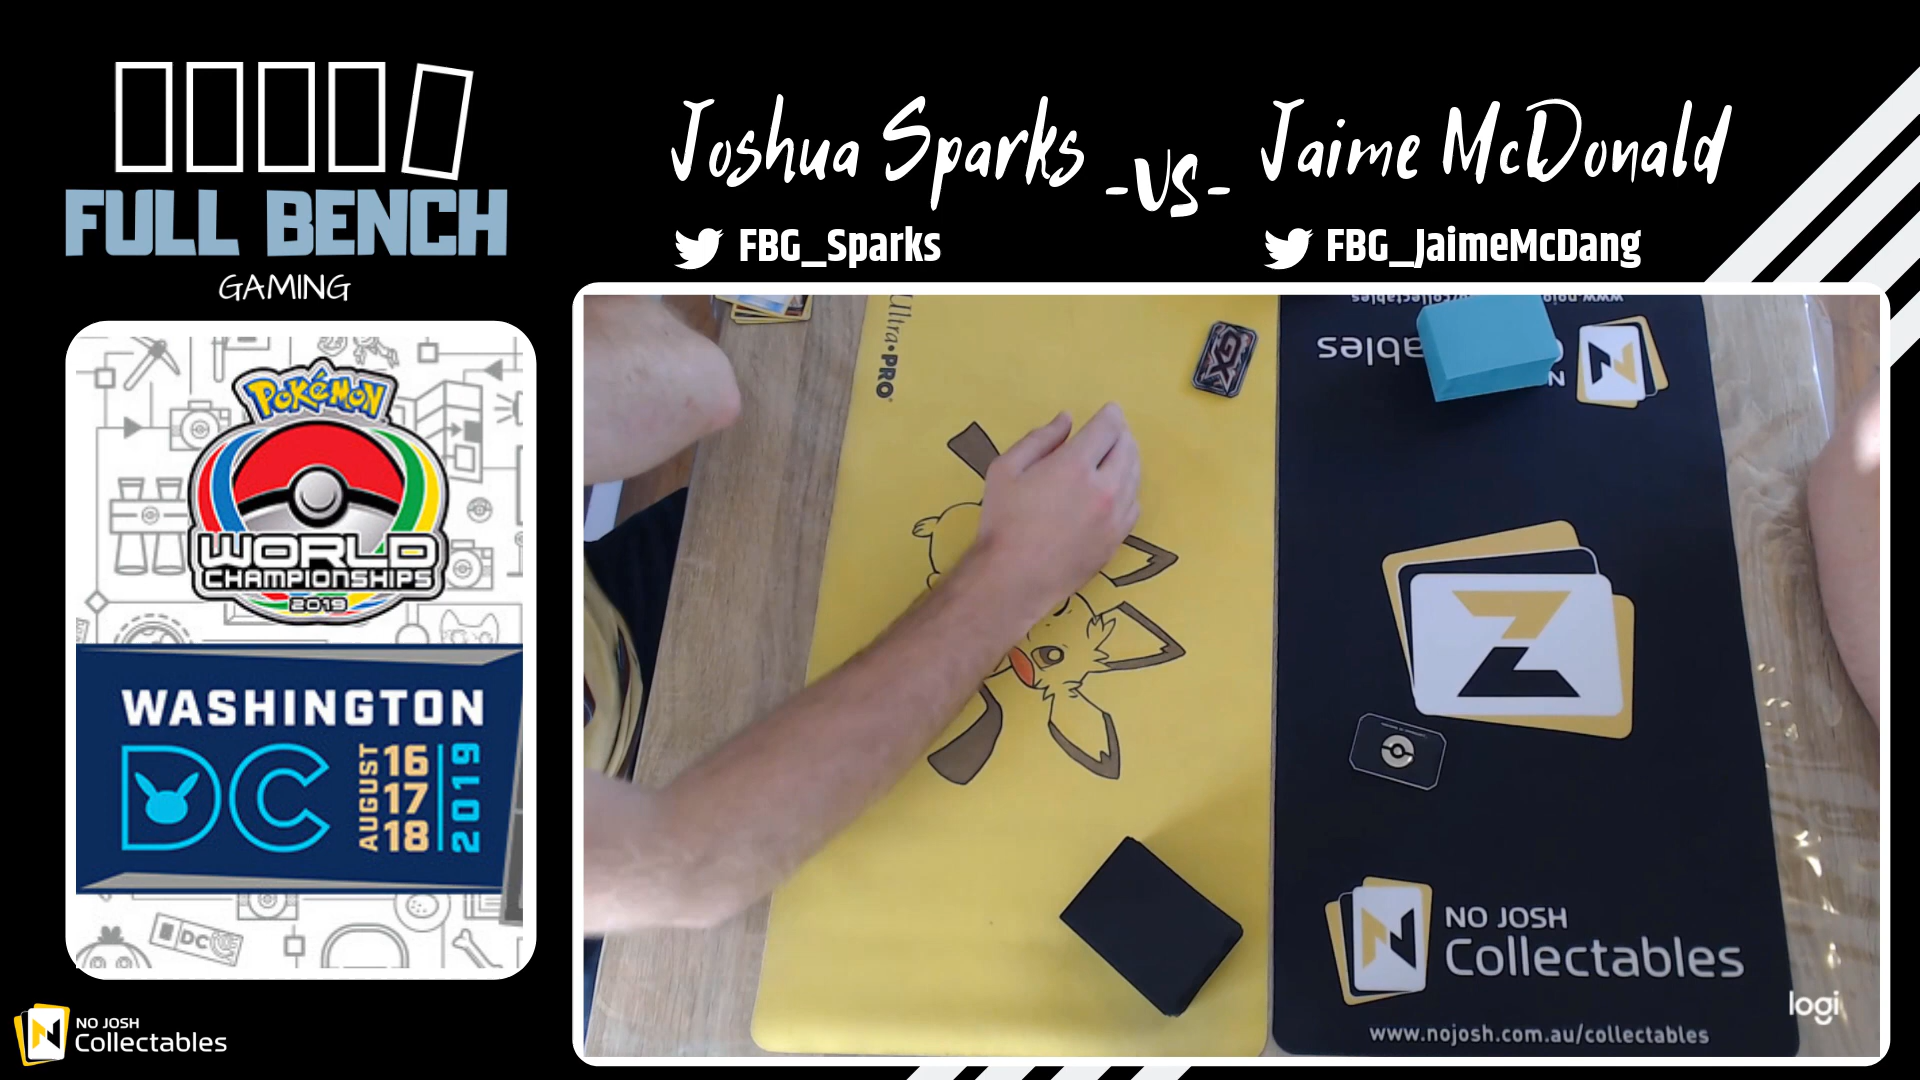 Joshua Sparks -VS- Jaime McDonald
FBG_Sparks
FBG_JaimeMcDang
FULL BENCH
GAMING
POKéMON
WORLD
CHAMPIONSHIPS
2019
WASHINGTON
DC
AUGUST
16
17
18
2019
DC
NO JOSH
Collectables
Ultra•PRO
GX
Z
NO JOSH
Collectables
www.nojosh.com.au/collectables
logi